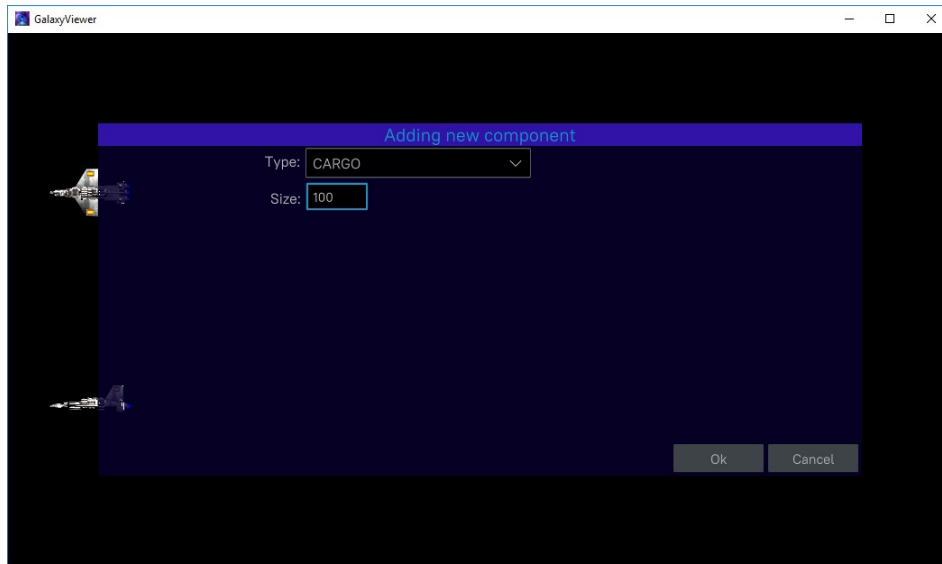 GalaxyViewer
Adding new component
Type: CARGO
Size: 100
Ok Cancel